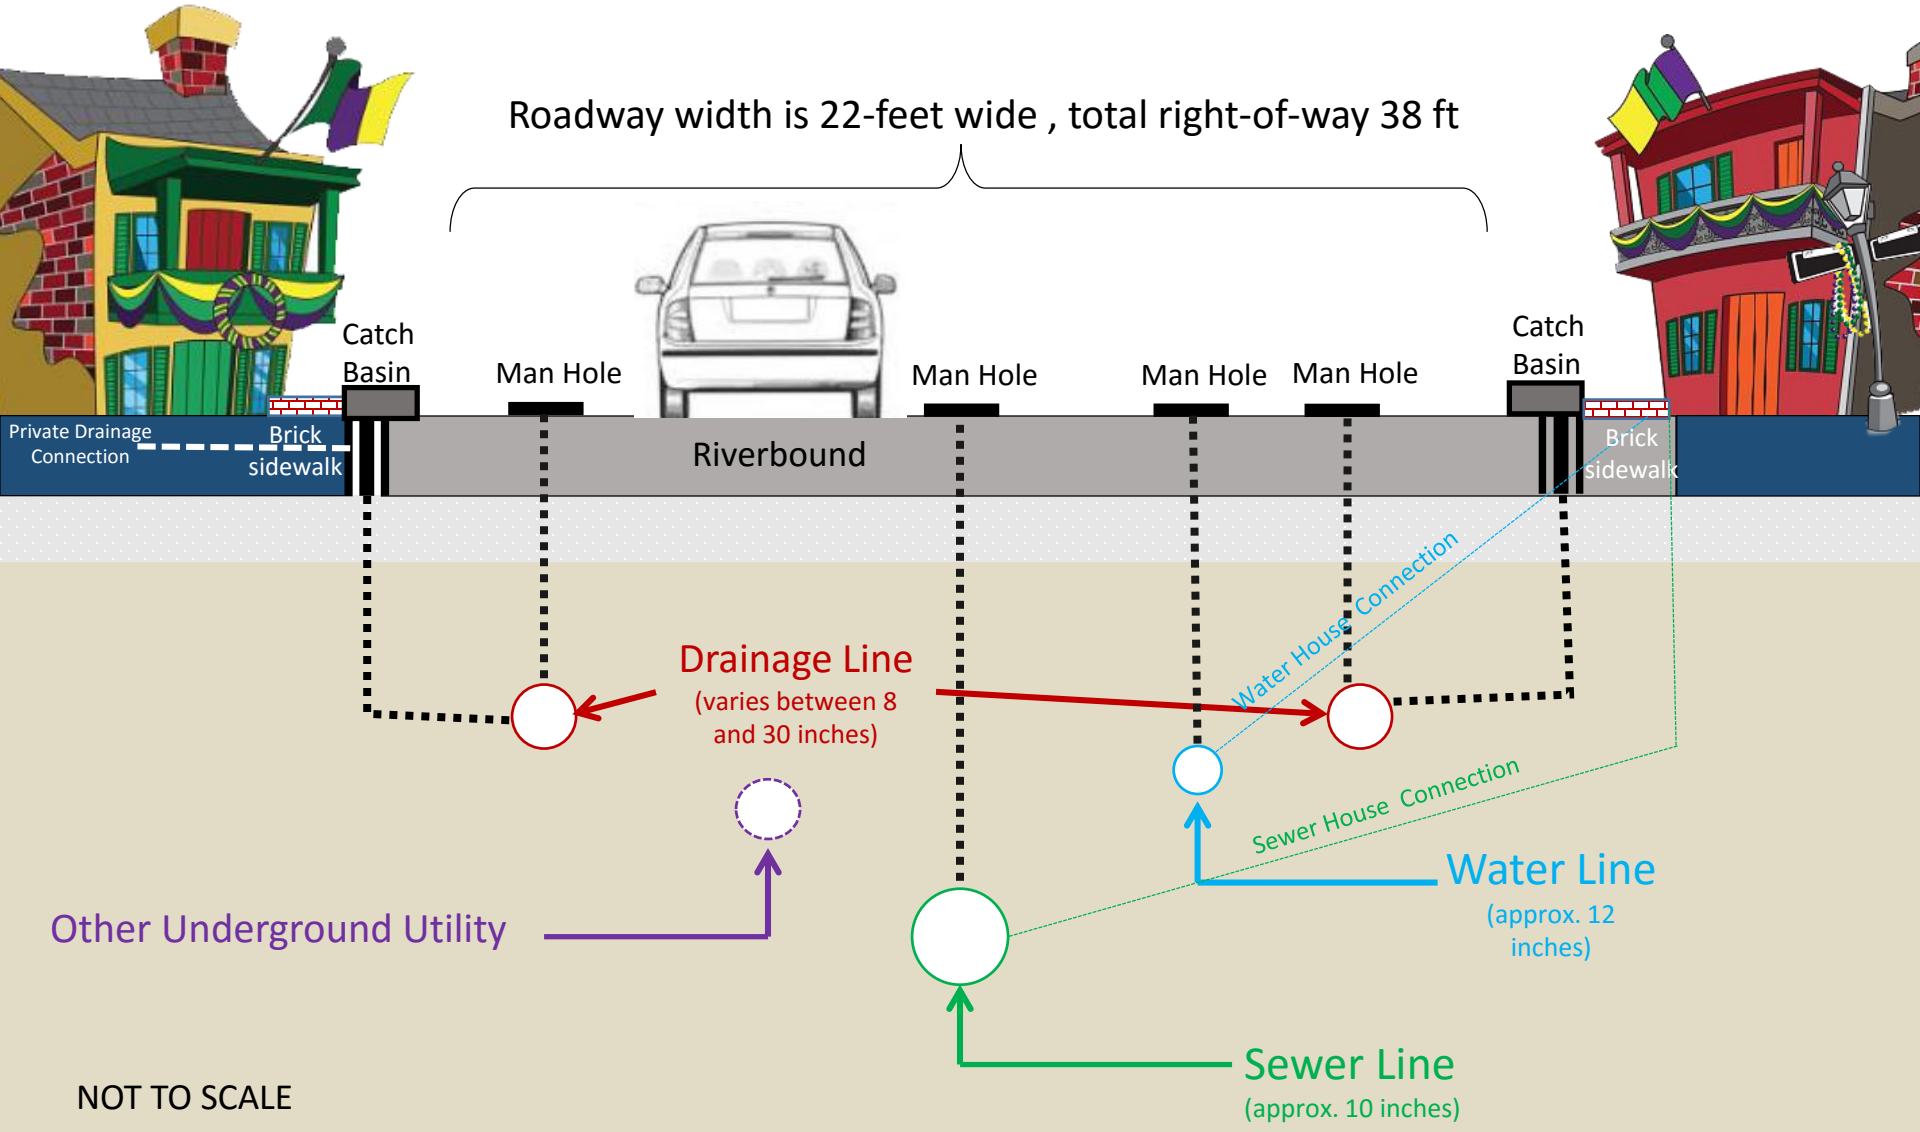 Roadway width is 22-feet wide , total right-of-way 38 ft
Catch
Basin
Man Hole
Man Hole
Man Hole
Man Hole
Catch
Basin
Private Drainage
Connection
Brick
sidewalk
Riverbound
Brick
sidewalk
Water House Connection
Drainage Line
(varies between 8
and 30 inches)
Sewer House Connection
Water Line
(approx. 12
inches)
Other Underground Utility
Sewer Line
(approx. 10 inches)
NOT TO SCALE